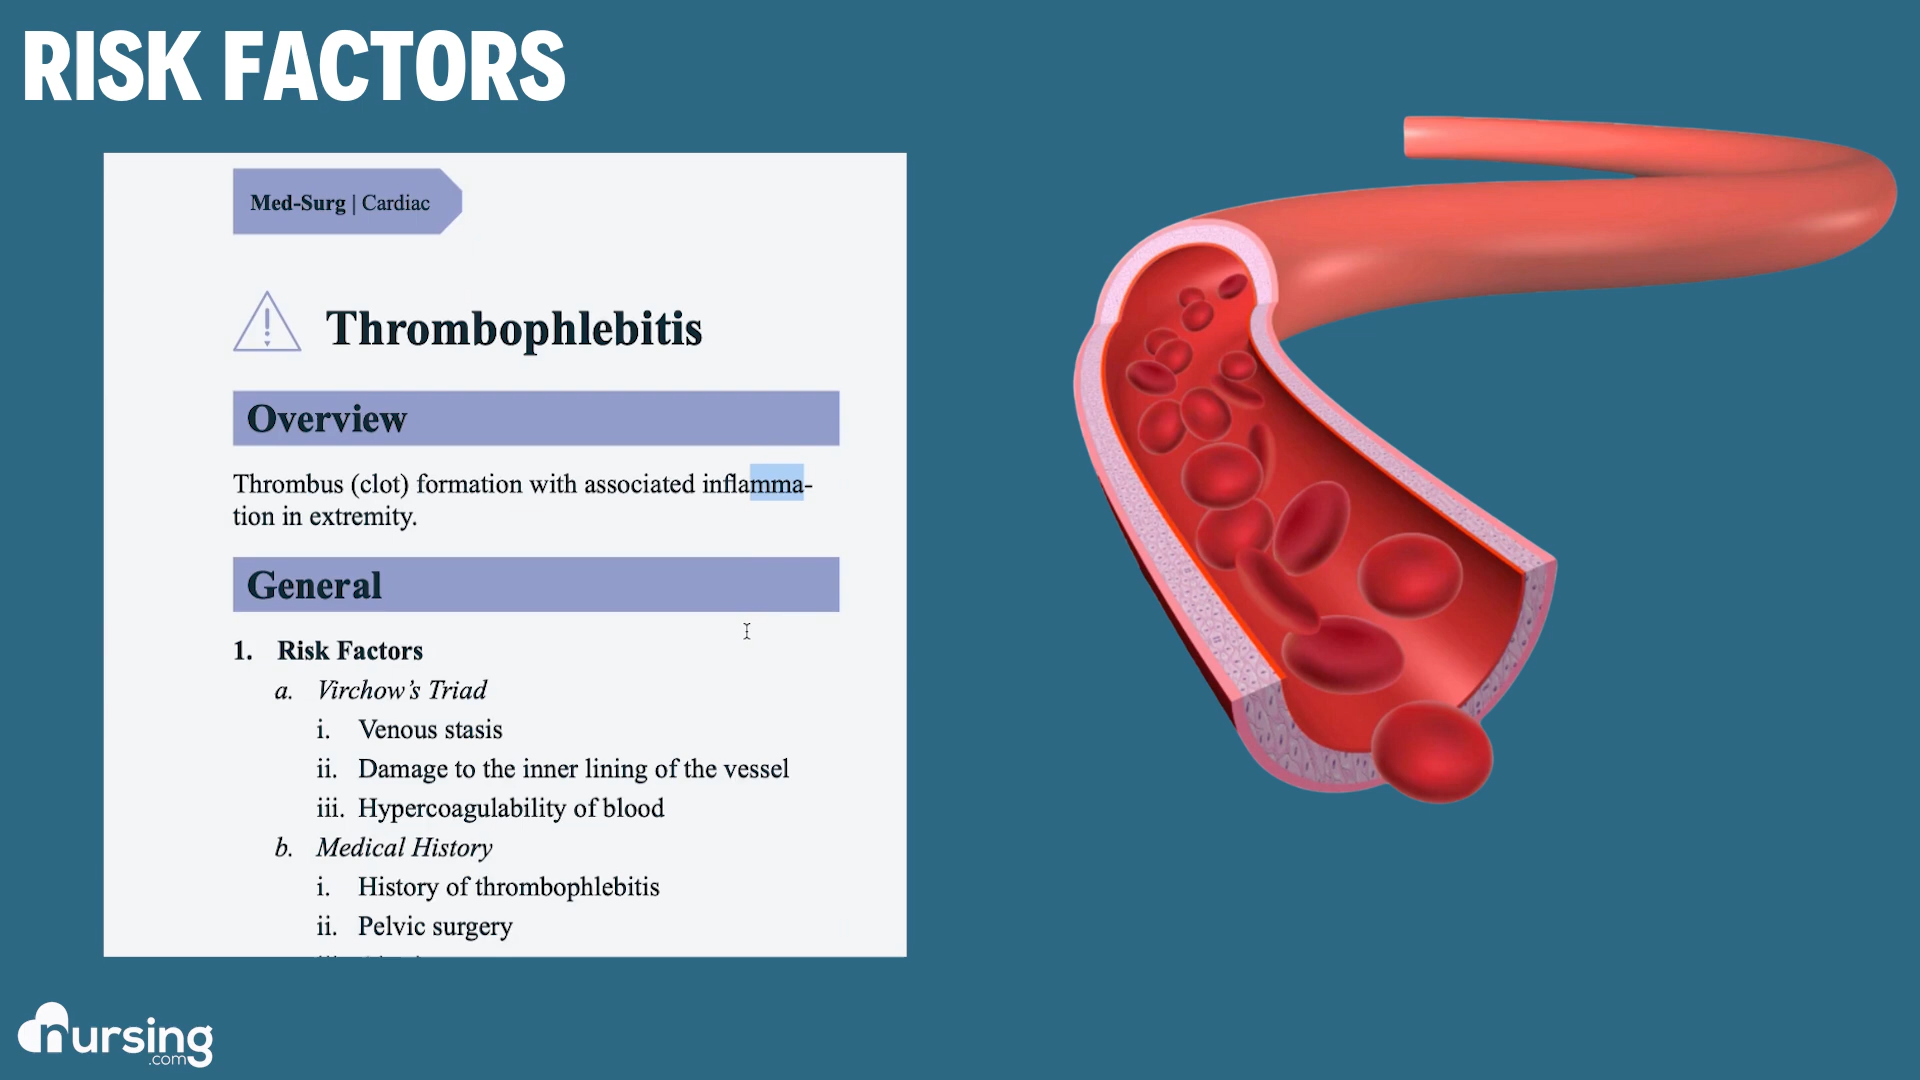 RISK FACTORS
Med-Surg | Cardiac
Thrombophlebitis
Overview
Thrombus (clot) formation with associated inflamma-
tion in extremity.
General
1. Risk Factors
a. Virchow's Triad
i. Venous stasis
ii. Damage to the inner lining of the vessel
iii. Hypercoagulability of blood
b. Medical History
i. History of thrombophlebitis
ii. Pelvic surgery
nursing
.com